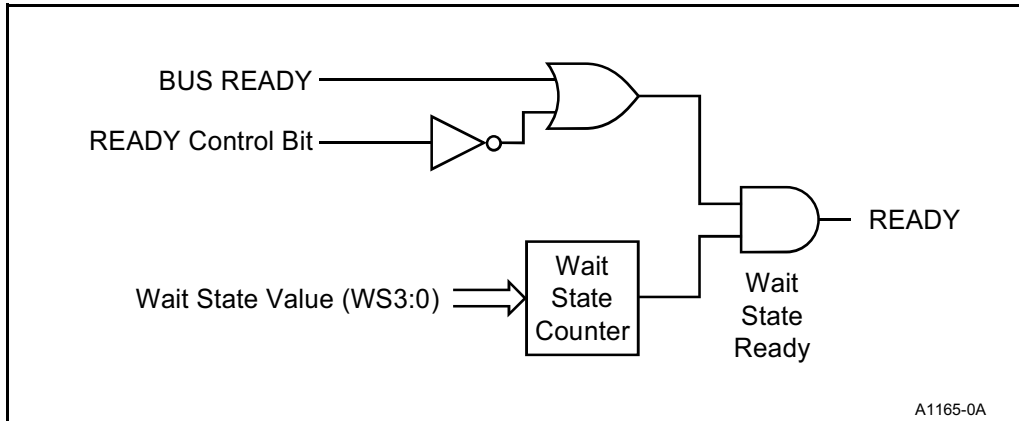 BUS READY
READY Control Bit
READY
Wait State Value (WS3:0)
Wait
State
Counter
Wait
State
Ready
A1165-0A